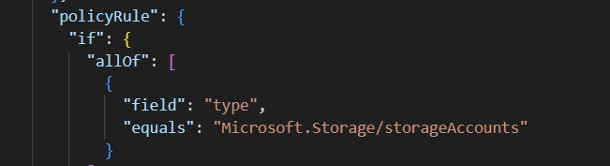 "policyRule": {
"if": {
"allOf": [
{
"field": "type",
"equals": "Microsoft.Storage/storageAccounts"
}